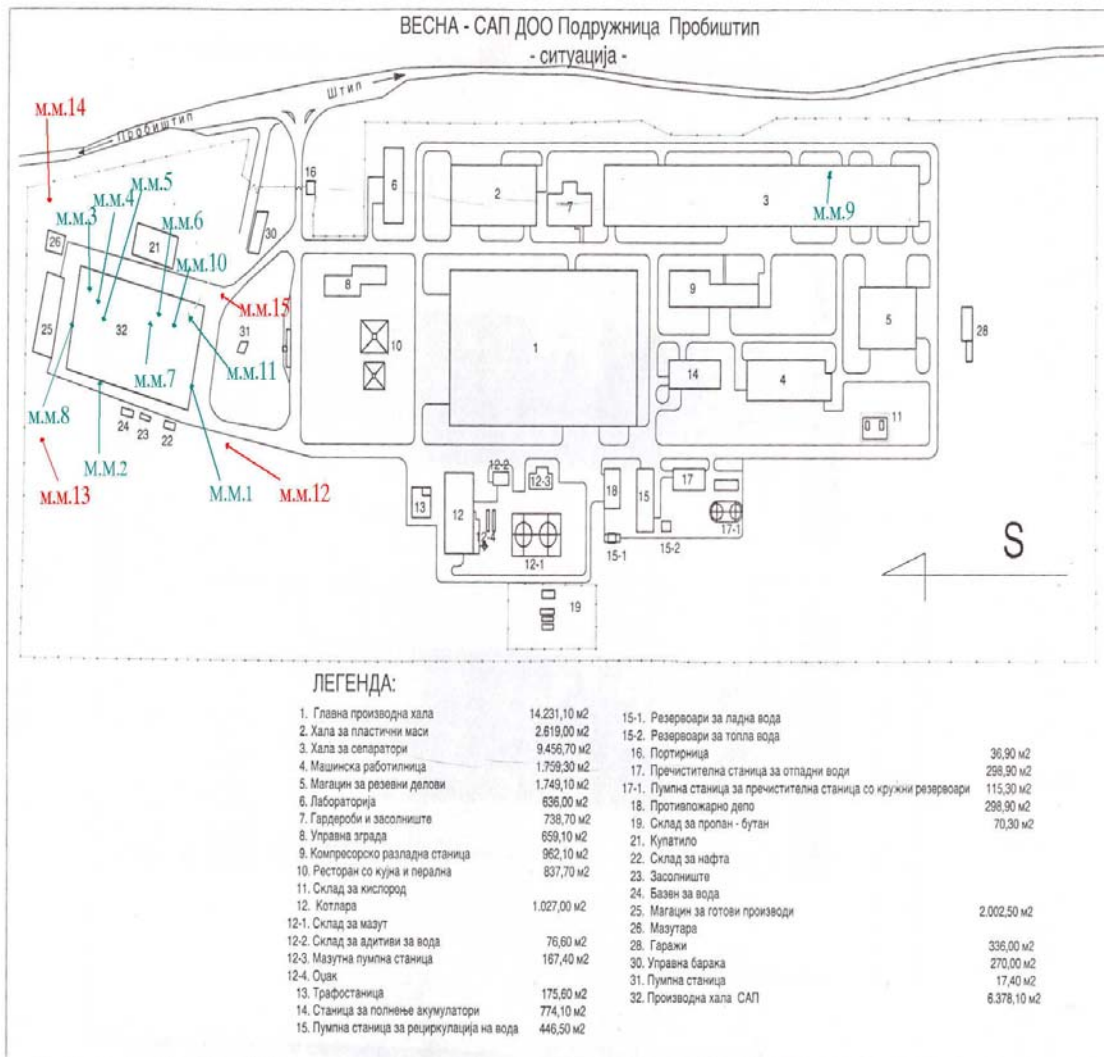 ВЕСНА - САП ДОО Подружница Пробиштип
- ситуација -
Штип
Пробиштип
м.м.14
м.м.5
м.м.4
м.м.3
м.м.6
м.м.10
м.м.15
м.м.11
м.м.7
м.м.8
М.М.2
М.М.1
м.м.12
м.м.13
м.м.9
16
6
2
7
3
26
21
30
25
32
31
8
10
1
9
5
28
14
4
11
24
23
22
13
12
12-2
12-3
12-4
12-1
18
15
17
15-1
15-2
17-1
19
S
ЛЕГЕНДА:
1. Главна производна хала 14.231,10 м2
2. Хала за пластични маси 2.619,00 м2
3. Хала за сепаратори 9.456,70 м2
4. Машинска работилница 1.759,30 м2
5. Магацин за резевни делови 1.749,10 м2
6. Лабораторија 636,00 м2
7. Гардероби и засолниште 738,70 м2
8. Управна зграда 659,10 м2
9. Компресорско разладна станица 962,10 м2
10. Ресторан со кујна и перална 837,70 м2
11. Склад за кислород
12. Котлара 1.027,00 м2
12-1. Склад за мазут
12-2. Склад за адитиви за вода 76,60 м2
12-3. Мазутна пумпна станица 167,40 м2
12-4. Оџак
13. Трафостаница 175,60 м2
14. Станица за полнење акумулатори 774,10 м2
15. Пумпна станица за рециркулација на вода 446,50 м2
15-1. Резервоари за ладна вода
15-2. Резервоари за топла вода
16. Портирница 36,90 м2
17. Пречистителна станица за отпадни води 298,90 м2
17-1. Пумпна станица за пречистителна станица со кружни резервоари 115,30 м2
18. Противпожарно депо 298,90 м2
19. Склад за пропан - бутан 70,30 м2
21. Купатило
22. Склад за нафта
23. Засолниште
24. Базен за вода
25. Магацин за готови производи 2.002,50 м2
26. Мазутара
28. Гаражи 336,00 м2
30. Управна барака 270,00 м2
31. Пумпна станица 17,40 м2
32. Производна хала САП 6.378,10 м2